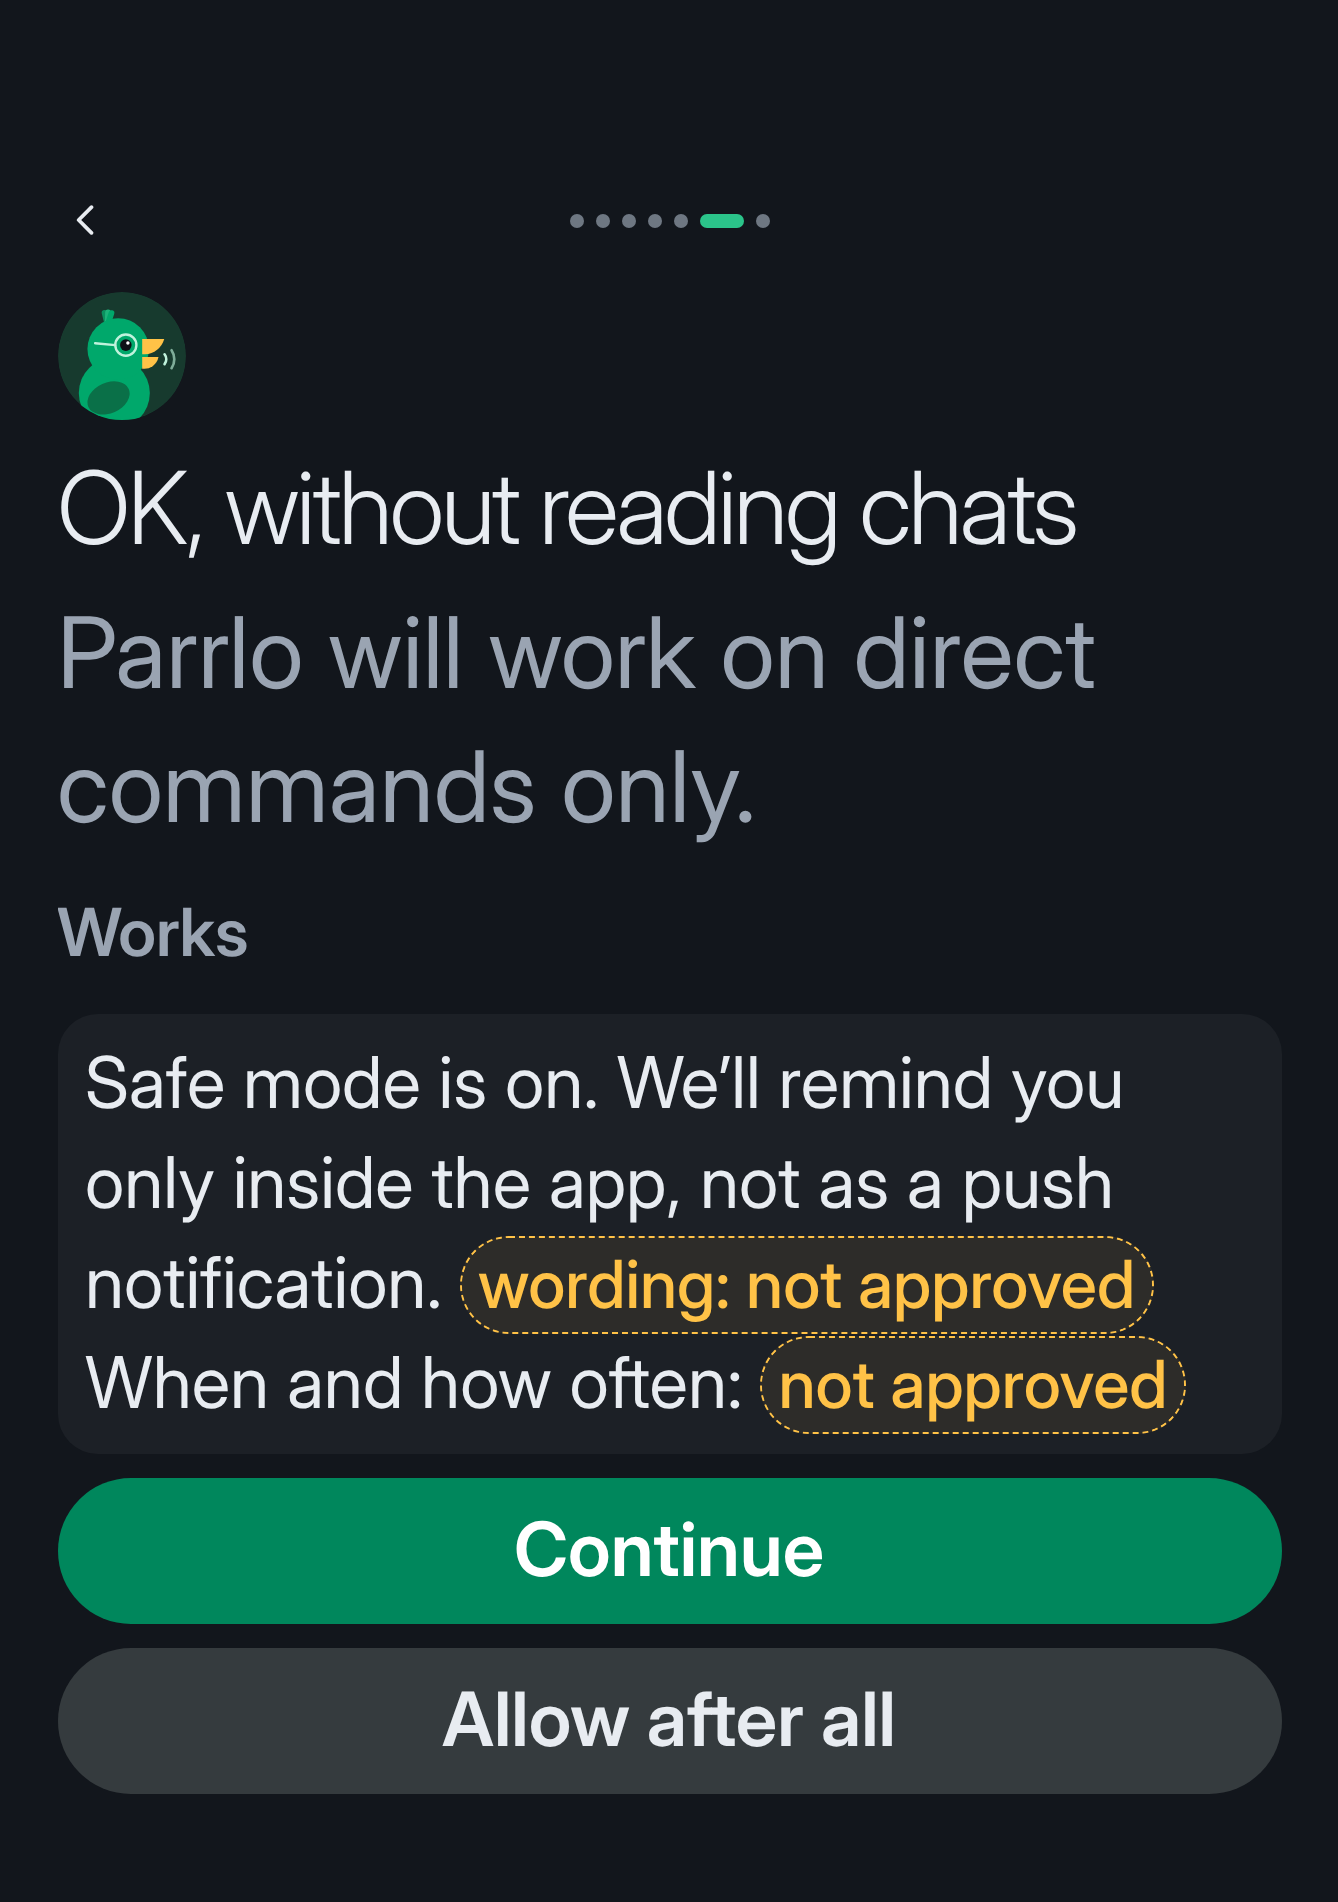 OK, without reading chats
Parrlo will work on direct
commands only.
Works
Safe mode is on. We’ll remind you
only inside the app, not as a push
notification. wording: not approved
When and how often: not approved
Continue
Allow after all